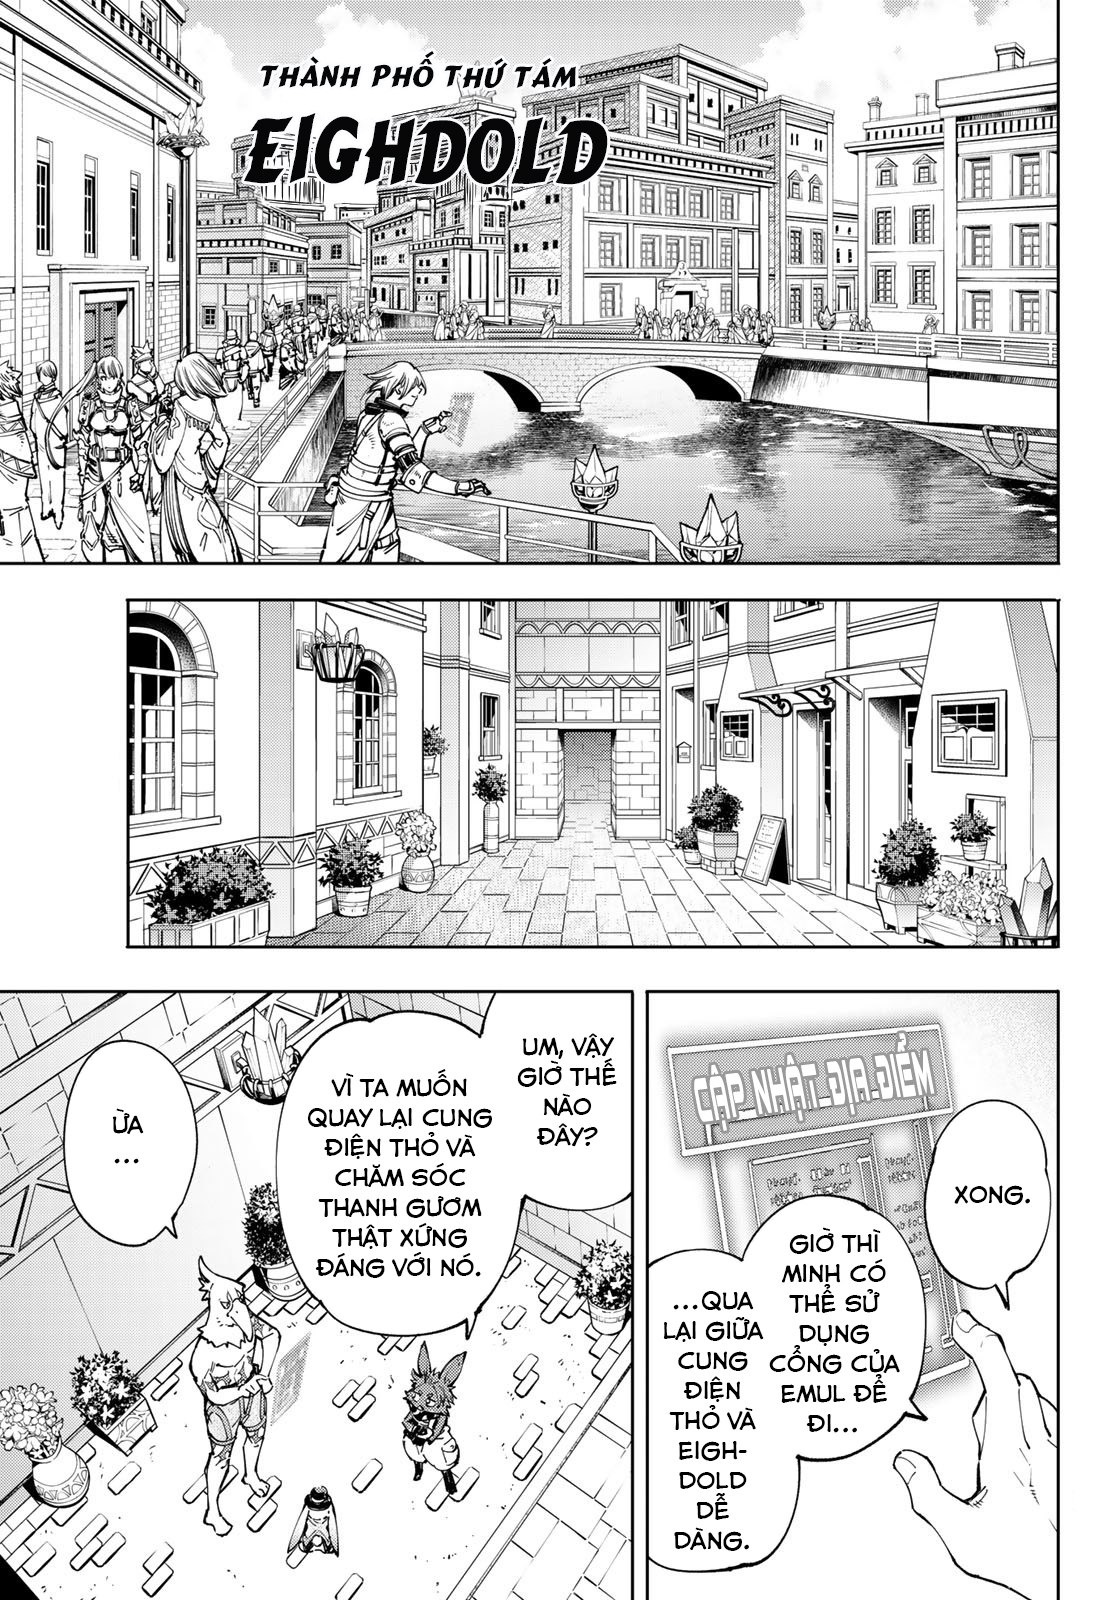 THÀNH PHỐ THỨ TÁM
EIGHDOLD
CẬP NHẬT ĐỊA ĐIỂM
XONG.
GIỜ THÌ
MINH CÓ
THỂ SỬ
DỤNG
CỔNG CỦA
EMUL ĐỂ
ĐI...
...QUA
LẠI GIỮA
CUNG
ĐIỆN
THỎ VÀ
EIGH-
DOLD
DỄ
DÀNG.
UM, VẬY
GIỜ THẾ
NÀO
ĐÂY?
VÌ TA MUỐN
QUAY LẠI CUNG
ĐIỆN THỎ VÀ
CHĂM SÓC
THANH GƯƠM
THẬT XỨNG
ĐÁNG VỚI NÓ.
ỪA
...